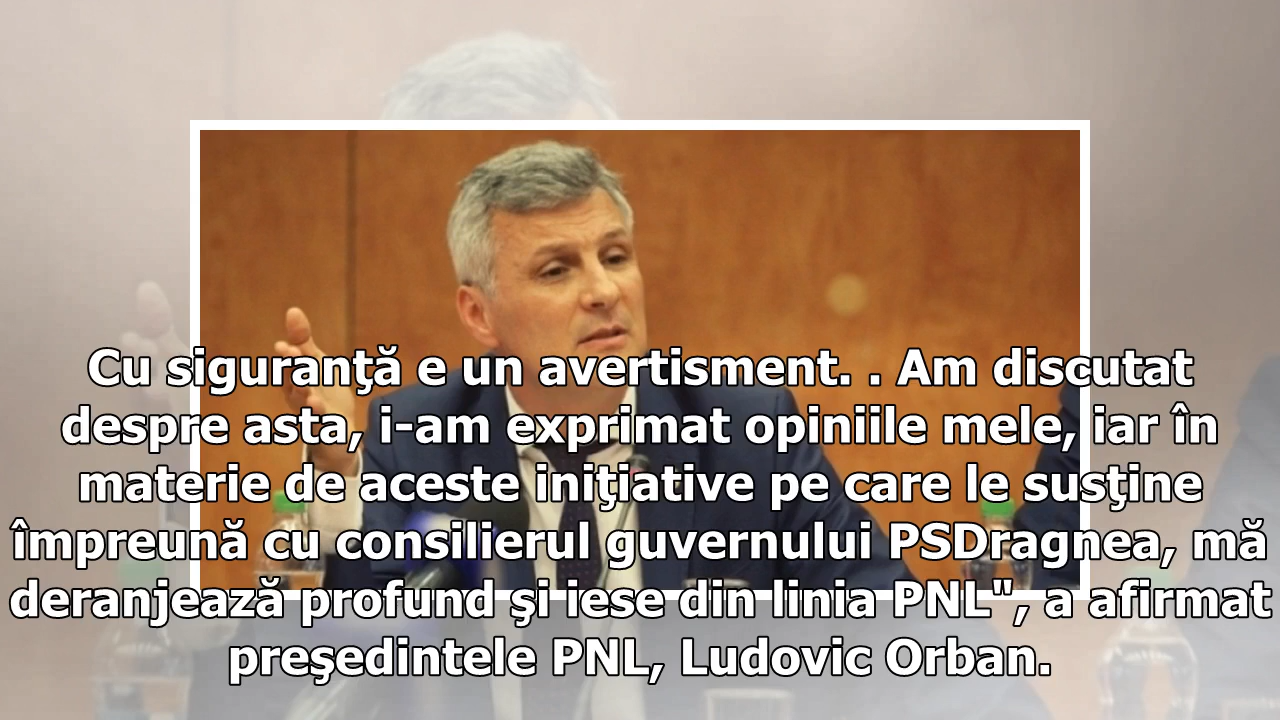 Cu siguranţă e un avertisment. . Am discutat
despre asta, i-am exprimat opiniile mele, iar în
materie de aceste iniţiative pe care le susţine
împreună cu consilierul guvernului PSDragnea, mă
deranjează profund şi iese din linia PNL", a afirmat
preşedintele PNL, Ludovic Orban.